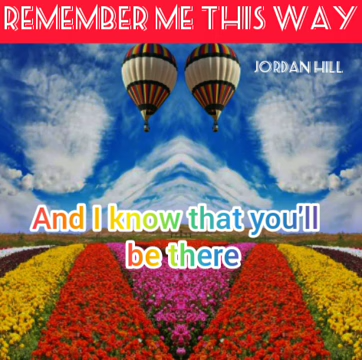 REMEMBER ME THIS WAY
JORDAN HILL
And I know that you'll
be there